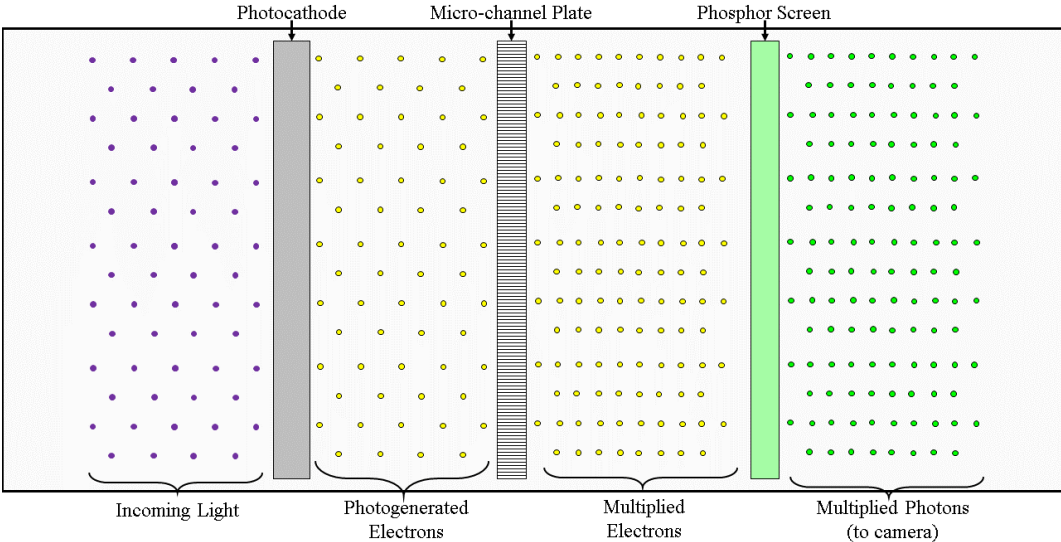 Photocathode
Micro-channel Plate
Phosphor Screen
Incoming Light
Photogenerated
Electrons
Multiplied
Electrons
Multiplied Photons
(to camera)